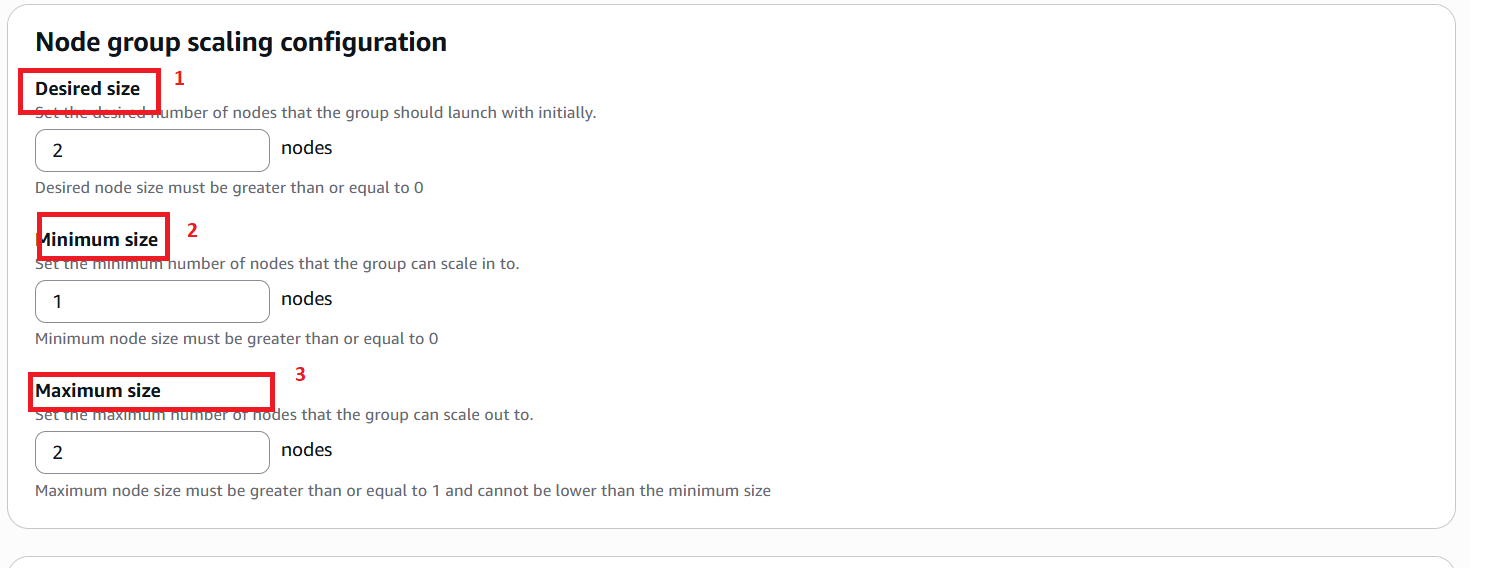 Node group scaling configuration
Desired size 1
Set the desired number of nodes that the group should launch with initially.
2 nodes
Desired node size must be greater than or equal to 0
Minimum size 2
Set the minimum number of nodes that the group can scale in to.
1 nodes
Minimum node size must be greater than or equal to 0
Maximum size 3
Set the maximum number of nodes that the group can scale out to.
2 nodes
Maximum node size must be greater than or equal to 1 and cannot be lower than the minimum size